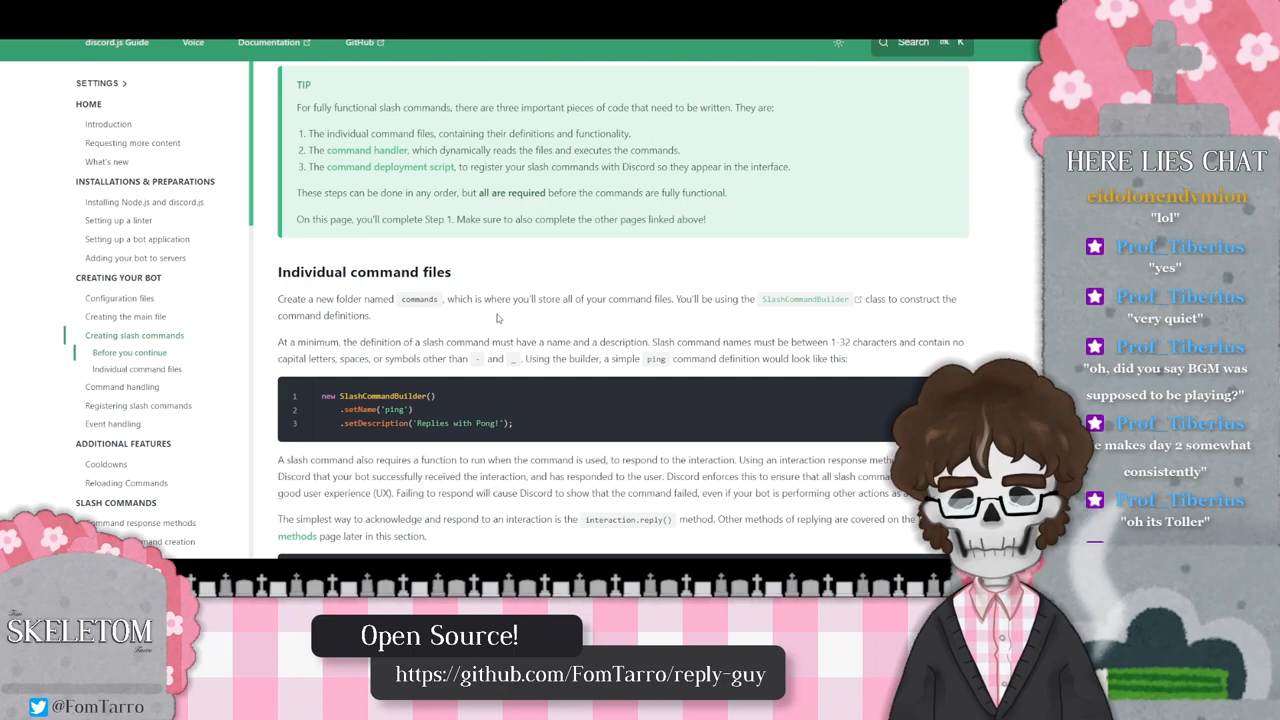 discord.js Guide Voice Documentation GitHub Search K
SETTINGS
HOME
Introduction
Requesting more content
What's new
INSTALLATIONS & PREPARATIONS
Installing Node.js and discord.js
Setting up a linter
Setting up a bot application
Adding your bot to servers
CREATING YOUR BOT
Configuration files
Creating the main file
Creating slash commands
Before you continue
Individual command files
Command handling
Registering slash commands
Event handling
ADDITIONAL FEATURES
Cooldowns
Reloading Commands
SLASH COMMANDS
Command response methods
creation
TIP
For fully functional slash commands, there are three important pieces of code that need to be written. They are:
1. The individual command files, containing their definitions and functionality.
2. The command handler, which dynamically reads the files and executes the commands.
3. The command deployment script, to register your slash commands with Discord so they appear in the interface.
These steps can be done in any order, but all are required before the commands are fully functional.
On this page, you'll complete Step 1. Make sure to also complete the other pages linked above!
Individual command files
Create a new folder named commands, which is where you'll store all of your command files. You'll be using the SlashCommandBuilder class to construct the
command definitions.
At a minimum, the definition of a slash command must have a name and a description. Slash command names must be between 1-32 characters and contain no
capital letters, spaces, or symbols other than - and _. Using the builder, a simple ping command definition would look like this:
1 new SlashCommandBuilder()
2 .setName('ping')
3 .setDescription('Replies with Pong!');
A slash command also requires a function to run when the command is used, to respond to the interaction. Using an interaction response
Discord that your bot successfully received the interaction, and has responded to the user. Discord enforces this to ensure that all slash
good user experience (UX). Failing to respond will cause Discord to show that the command failed, even if your bot is performing other actions
The simplest way to acknowledge and respond to an interaction is the interaction.reply() method. Other methods of replying are covered on the
methods page later in this section.
HERE LIES CHAT
eidolonendymion
"lol"
Prof_Tiberius
"yes"
Prof_Tiberius
"very quiet"
Prof_Tiberius
"oh, did you say BGM was
supposed to be playing?"
Prof_Tiberius
makes day 2 somewhat
consistently"
Prof_Tiberius
"oh its Toller"
Tom
SKELETOM
Tarro
@FomTarro
Open Source!
https://github.com/FomTarro/reply-guy